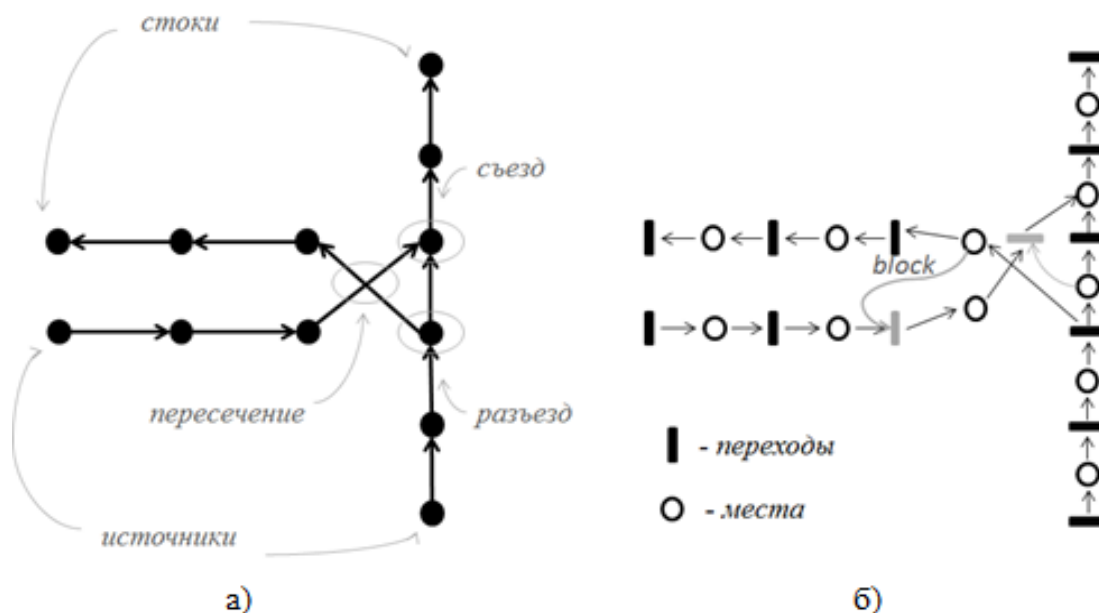 стоки
съезд
пересечение
разъезд
источники
а)
block
- переходы
- места
б)